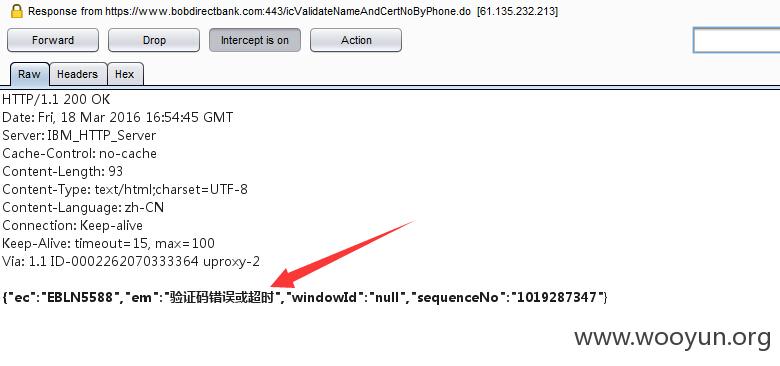 Response from https://www.bobdirectbank.com:443/icValidateNameAndCertNoByPhone.do [61.135.232.213]
Forward Drop Intercept is on Action
Raw Headers Hex
HTTP/1.1 200 OK
Date: Fri, 18 Mar 2016 16:54:45 GMT
Server: IBM_HTTP_Server
Cache-Control: no-cache
Content-Length: 93
Content-Type: text/html;charset=UTF-8
Content-Language: zh-CN
Connection: Keep-alive
Keep-Alive: timeout=15, max=100
Via: 1.1 ID-0002262070333364 uproxy-2
{"ec":"EBLN5588","em":"验证码错误或超时","windowId":"null","sequenceNo":"1019287347"}
www.wooyun.org